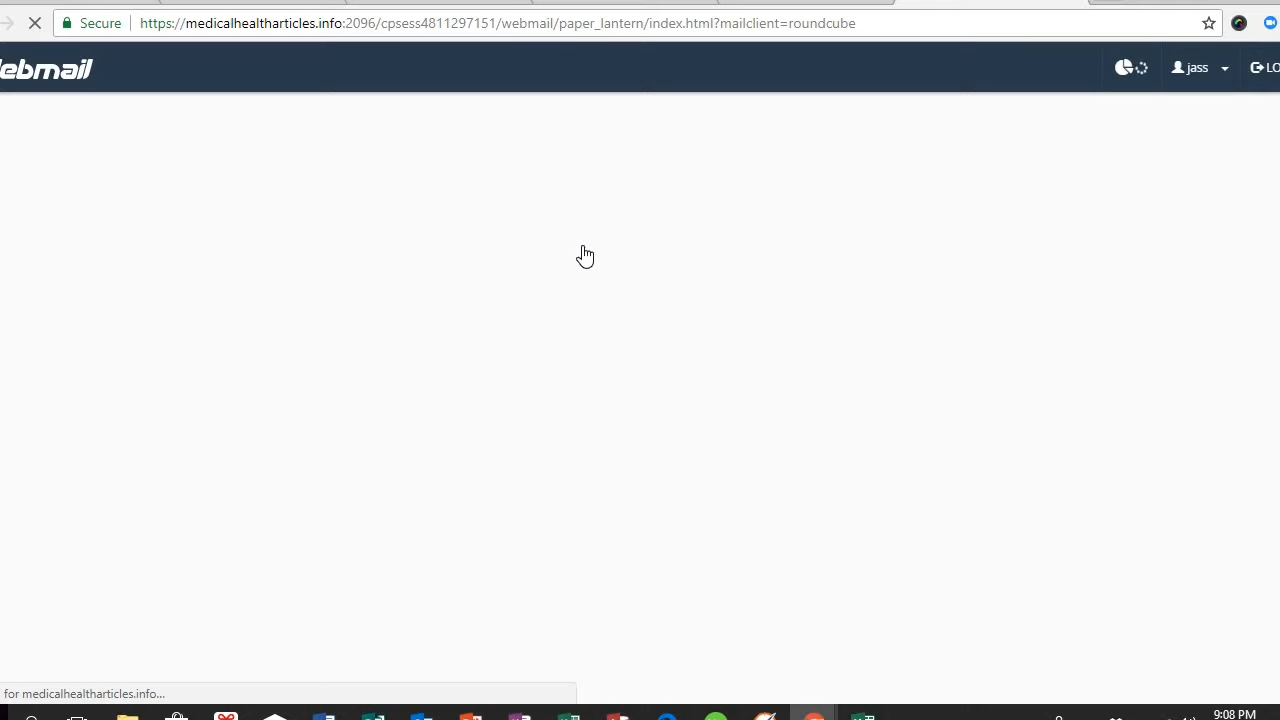 Secure https://medicalhealtharticles.info:2096/cpsess4811297151/webmail/paper_lantern/index.html?mailclient=roundcube
ebmail jass LO
for medicalhealtharticles.info...
9:08 PM